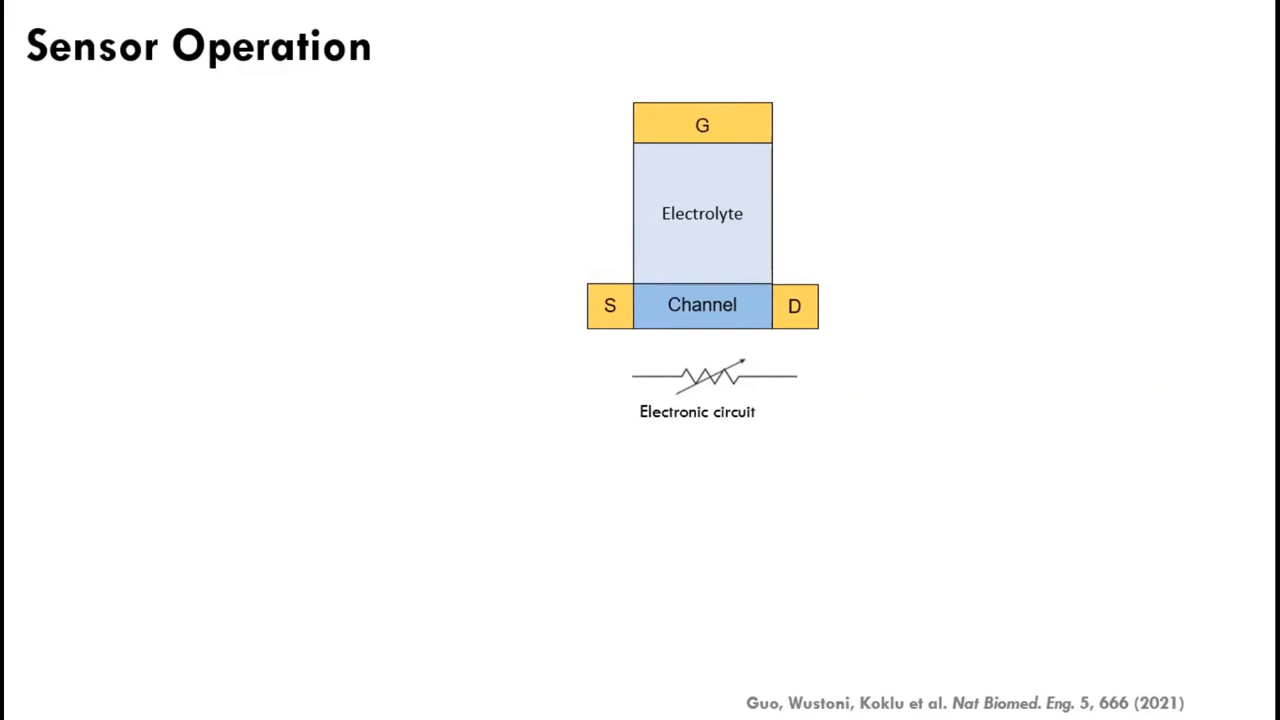 Sensor Operation
G
Electrolyte
S
Channel
D
Electronic circuit
Guo, Wustoni, Koklu et al. Nat Biomed. Eng. 5, 666 (2021)